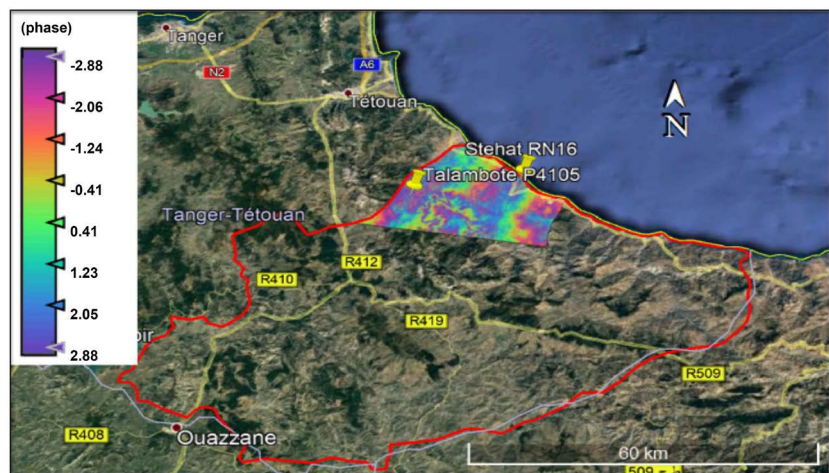 (phase)
-2.88
-2.06
-1.24
-0.41
0.41
1.23
2.05
2.88
Tanger
N2
A6
Tétouan
N
Stehat RN16
Talambote P4105
Tanger-Tétouan
R412
R410
R419
R509
R408
Ouazzane
60 km